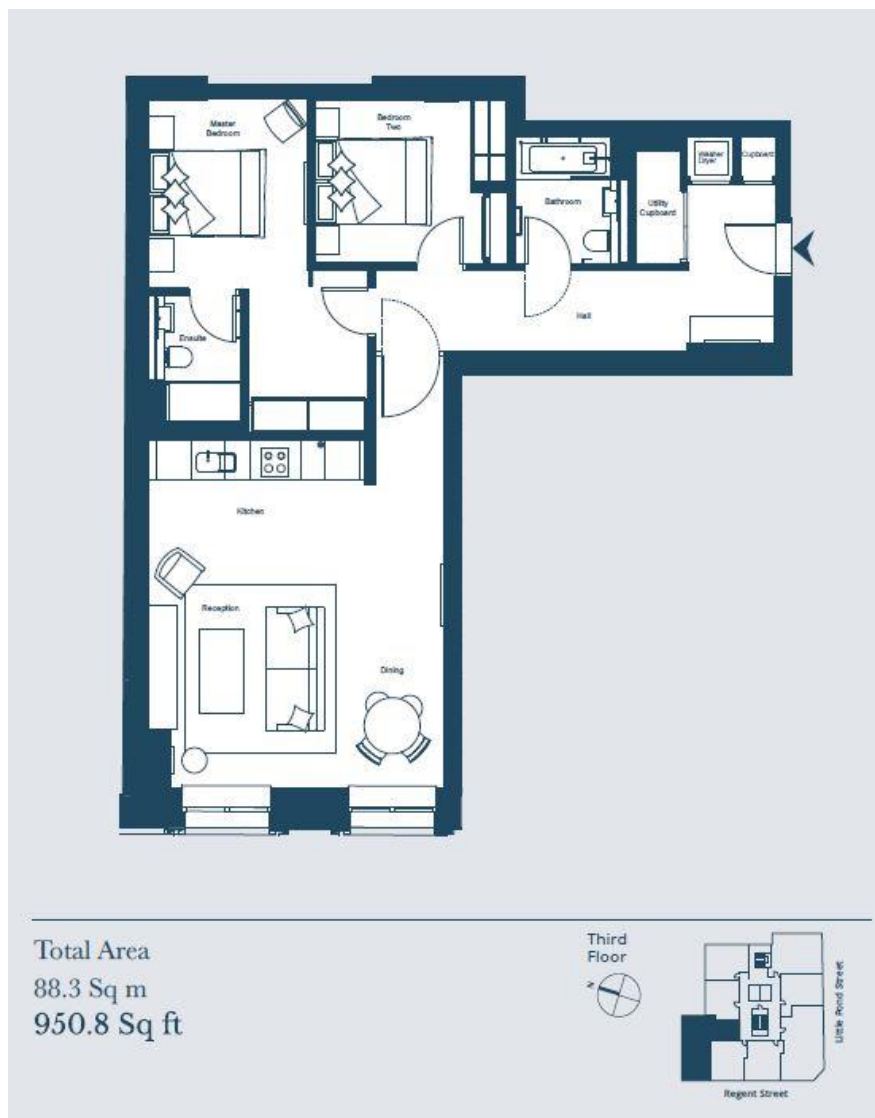 Master
Bedroom
Bedroom
Two
Washer
Dryer
Cupboard
Utility
Cupboard
Bathroom
Hall
Ensuite
Kitchen
Reception
Dining
Total Area
88.3 Sq m
950.8 Sq ft
Third
Floor
N
Little Pond Street
Regent Street